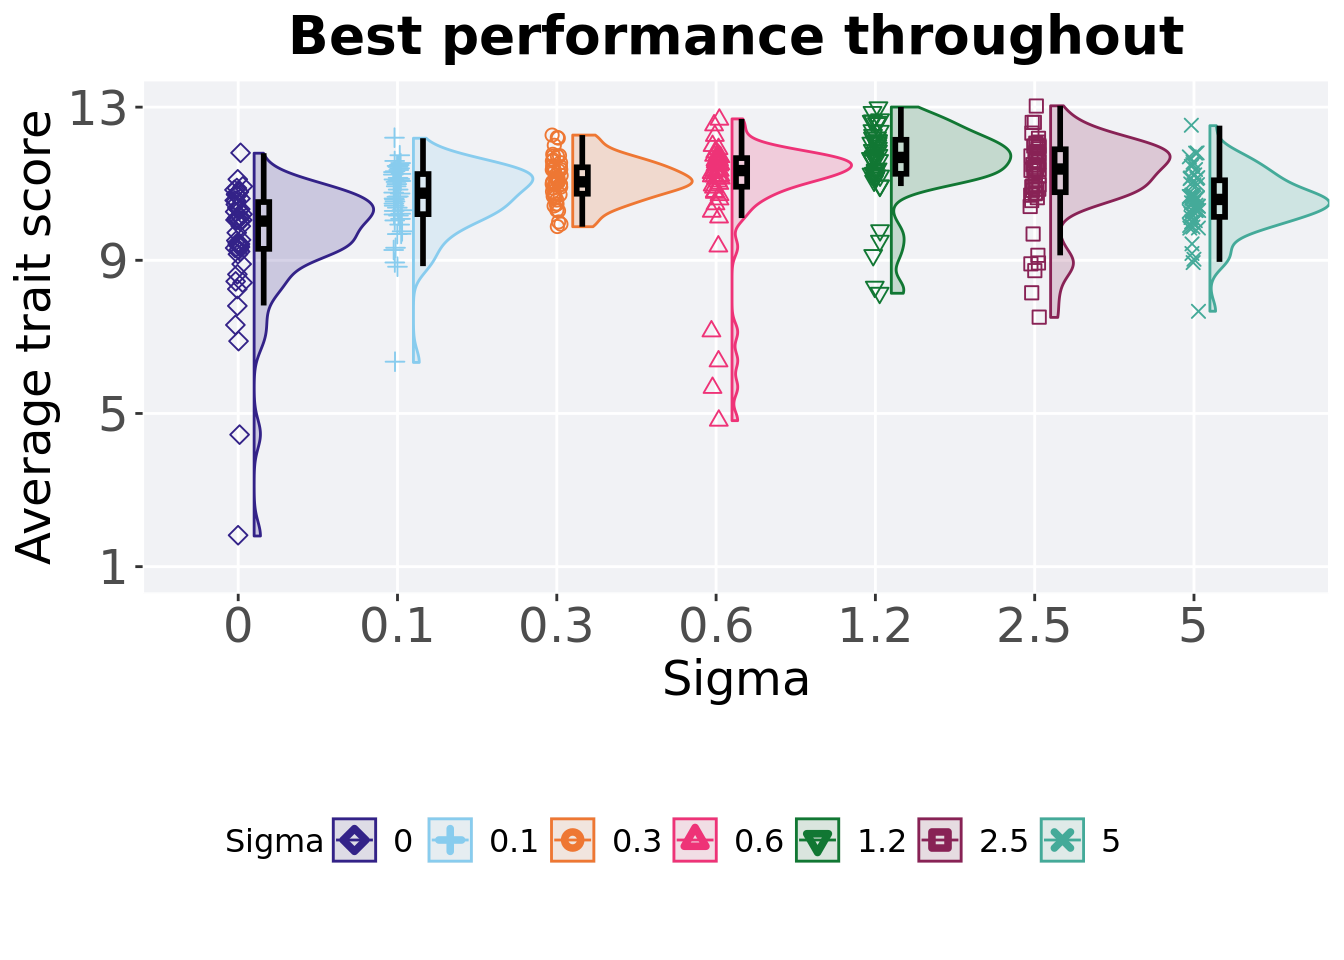 Best performance throughout
Average trait score
13
9
5
1
0 0.1 0.3 0.6 1.2 2.5 5
Sigma
Sigma 0 0.1 0.3 0.6 1.2 2.5 5